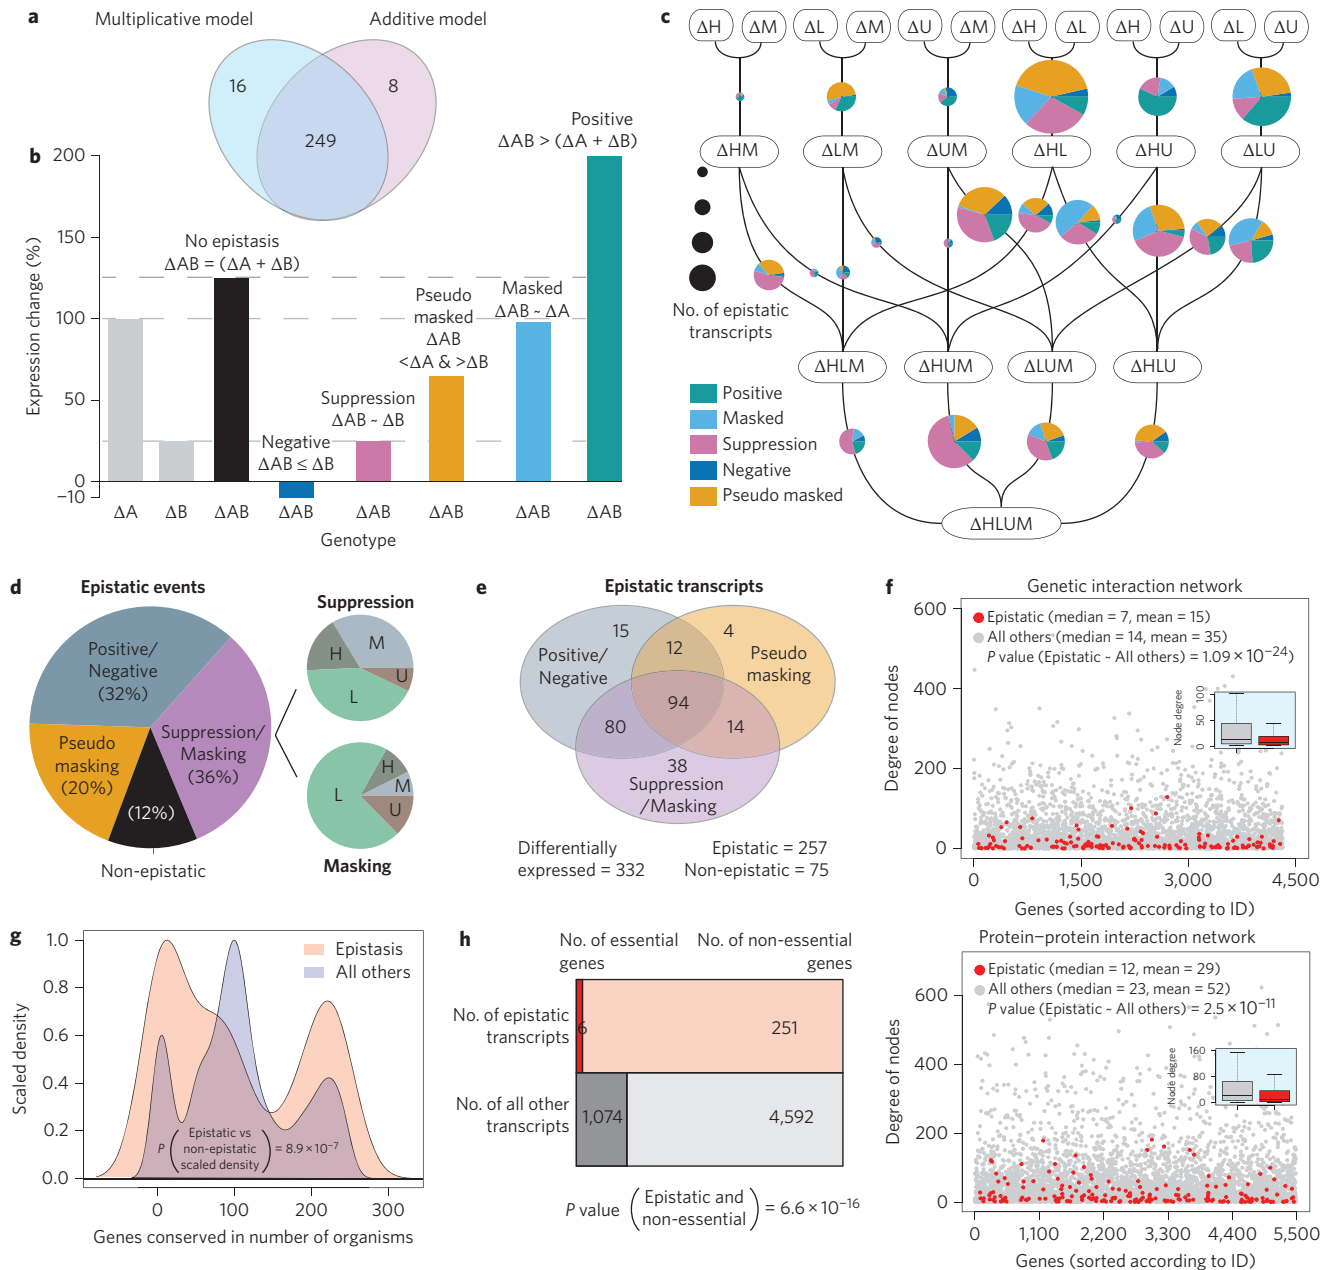 a
Multiplicative model
Additive model
16
8
249
b
Expression change (%)
200
150
100
50
0
−10
No epistasis
ΔAB = (ΔA + ΔB)
Negative
ΔAB ≤ ΔB
Suppression
ΔAB ~ ΔB
Pseudo
masked
ΔAB
<ΔA & >ΔB
Masked
ΔAB ~ ΔA
Positive
ΔAB > (ΔA + ΔB)
ΔA
ΔB
ΔAB
ΔAB
ΔAB
ΔAB
ΔAB
ΔAB
Genotype
c
ΔH
ΔM
ΔL
ΔM
ΔU
ΔM
ΔH
ΔL
ΔH
ΔU
ΔL
ΔU
ΔHM
ΔLM
ΔUM
ΔHL
ΔHU
ΔLU
No. of epistatic
transcripts
ΔHLM
ΔHUM
ΔLUM
ΔHLU
Positive
Masked
Suppression
Negative
Pseudo masked
ΔHLUM
d
Epistatic events
Positive/
Negative
(32%)
Pseudo
masking
(20%)
Suppression/
Masking
(36%)
(12%)
Non-epistatic
Suppression
H
M
U
L
H
M
U
L
Masking
e
Epistatic transcripts
15
12
4
Positive/
Negative
Pseudo
masking
94
80
14
38
Suppression
/Masking
Differentially
expressed = 332
Epistatic = 257
Non-epistatic = 75
f
Genetic interaction network
Epistatic (median = 7, mean = 15)
All others (median = 14, mean = 35)
P value (Epistatic ~ All others) = 1.09 × 10−24)
Degree of nodes
600
400
200
0
Node degree
100
50
0
0
1,500
3,000
4,500
Genes (sorted according to ID)
Protein–protein interaction network
Epistatic (median = 12, mean = 29)
All others (median = 23, mean = 52)
P value (Epistatic ~ All others) = 2.5 × 10−11
Degree of nodes
600
400
200
0
Node degree
160
80
0
0
1,100
2,200
3,300
4,400
5,500
Genes (sorted according to ID)
g
Scaled density
1.0
0.8
0.6
0.4
0.2
0.0
Epistasis
All others
P ( Epistatic vs
non-epistatic
scaled density ) = 8.9 × 10−7
0
100
200
300
Genes conserved in number of organisms
h
No. of essential
genes
No. of non-essential
genes
No. of epistatic
transcripts
6
251
No. of all other
transcripts
1,074
4,592
P value ( Epistatic and
non-essential ) = 6.6 × 10−16